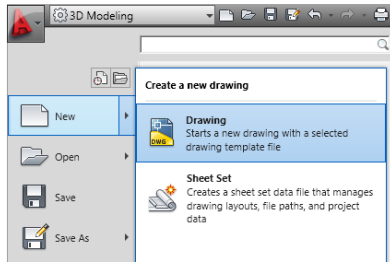 3D Modeling
Create a new drawing
New
Drawing
Starts a new drawing with a selected
drawing template file
DWG
Open
Sheet Set
Creates a sheet set data file that manages
drawing layouts, file paths, and project
data
Save
Save As